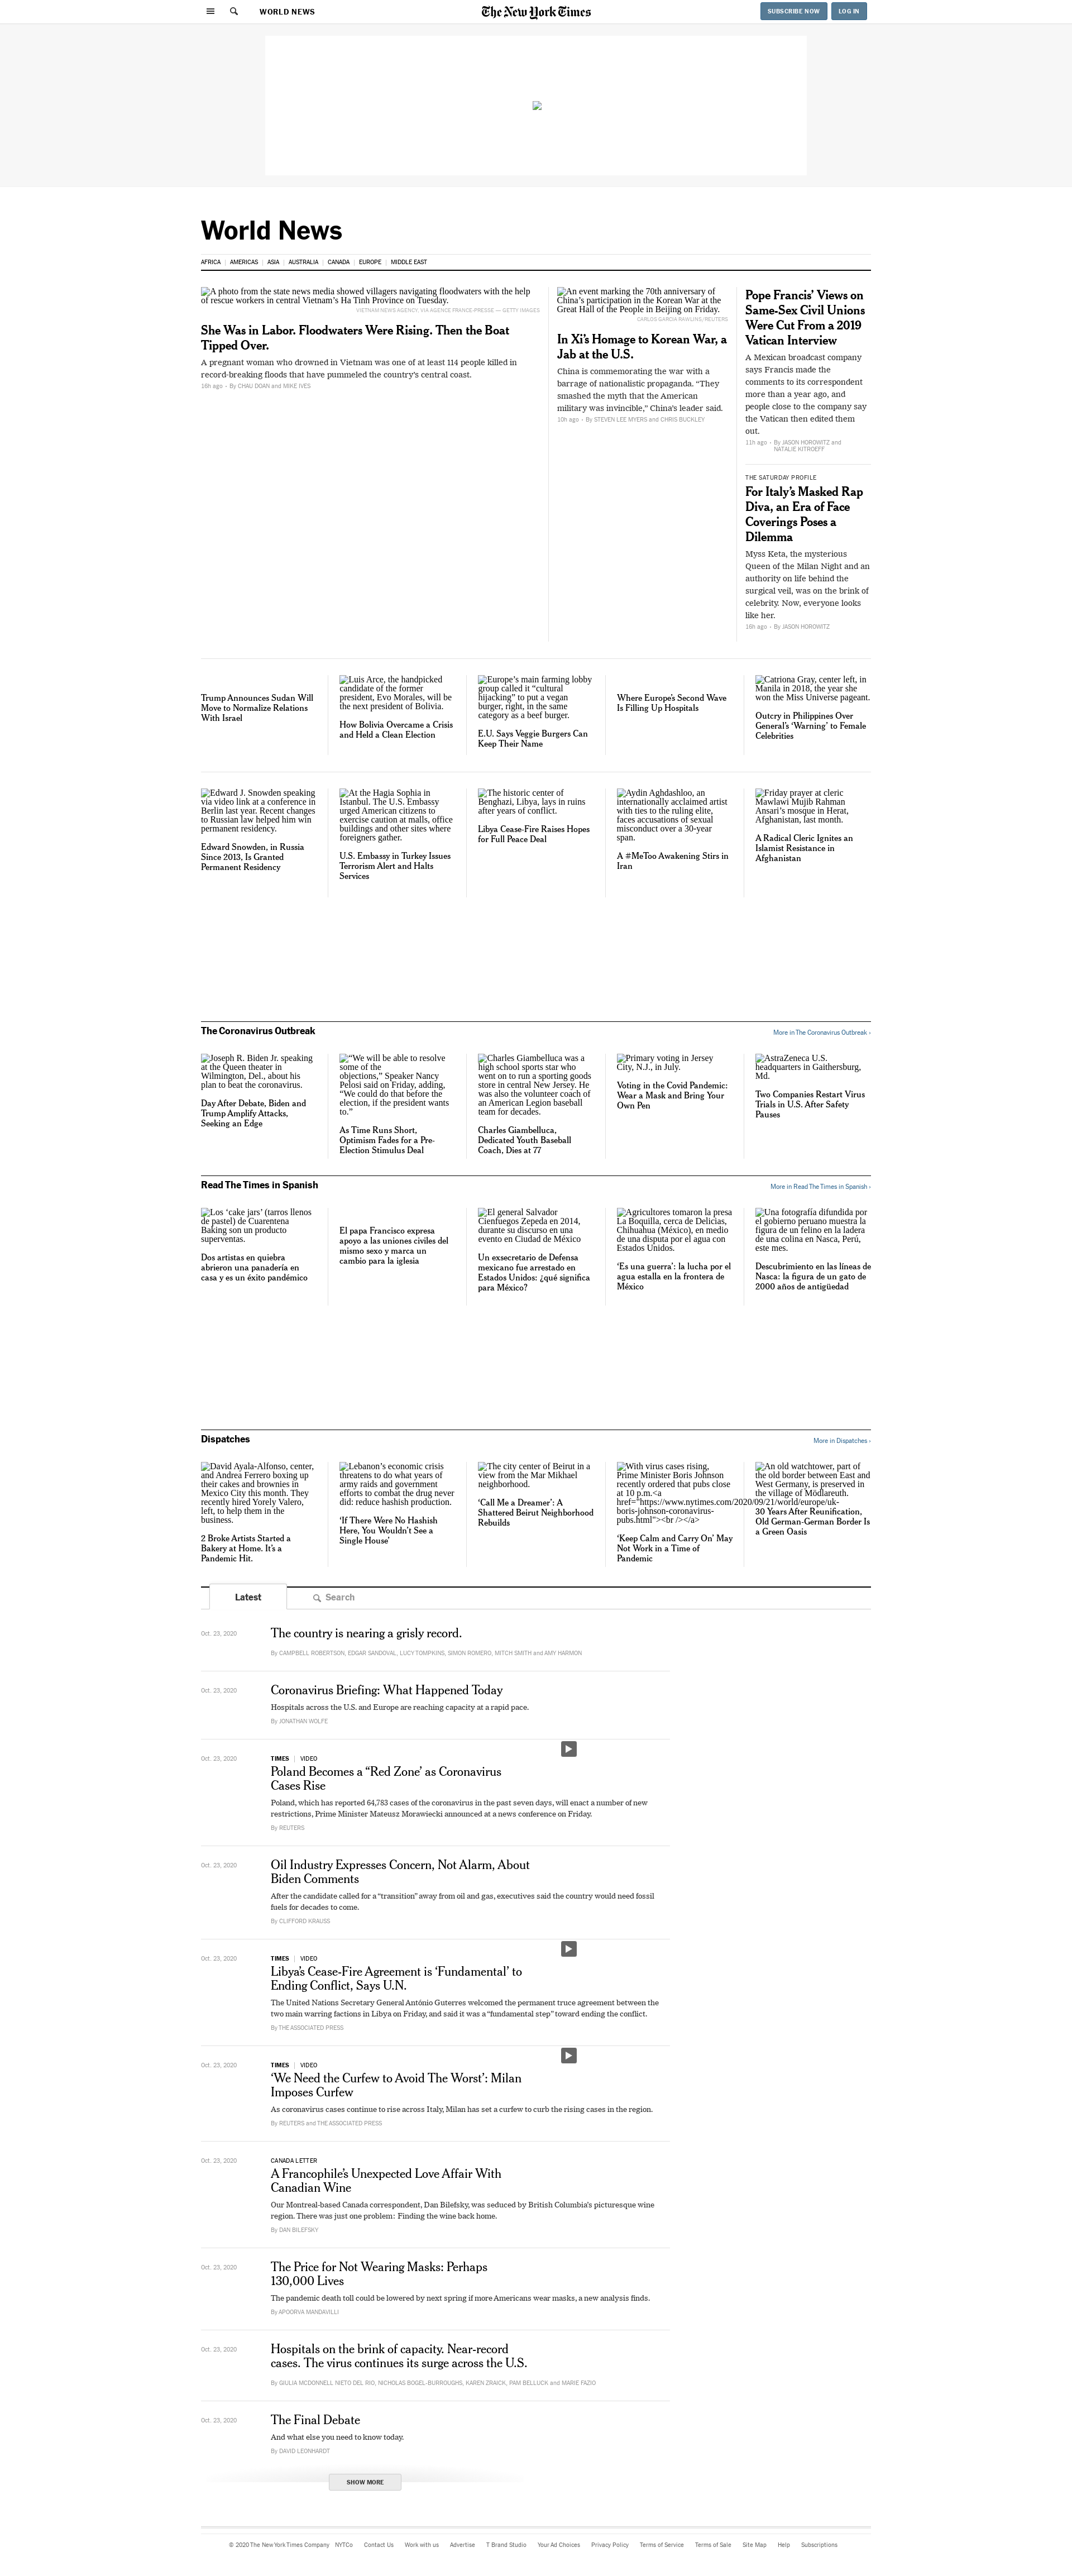 WORLD NEWS
The New York Times
SUBSCRIBE NOW
LOG IN
World News
AFRICA | AMERICAS | ASIA | AUSTRALIA | CANADA | EUROPE | MIDDLE EAST
A photo from the state news media showed villagers navigating floodwaters with the help
of rescue workers in central Vietnam’s Ha Tinh Province on Tuesday.
VIETNAM NEWS AGENCY, VIA AGENCE FRANCE-PRESSE — GETTY IMAGES
She Was in Labor. Floodwaters Were Rising. Then the Boat
Tipped Over.
A pregnant woman who drowned in Vietnam was one of at least 114 people killed in
record-breaking floods that have pummeled the country’s central coast.
16h ago • By CHAU DOAN and MIKE IVES
An event marking the 70th anniversary of
China’s participation in the Korean War at the
Great Hall of the People in Beijing on Friday.
CARLOS GARCIA RAWLINS/REUTERS
In Xi’s Homage to Korean War, a
Jab at the U.S.
China is commemorating the war with a
barrage of nationalistic propaganda. “They
smashed the myth that the American
military was invincible,” China’s leader said.
10h ago • By STEVEN LEE MYERS and CHRIS BUCKLEY
Pope Francis’ Views on
Same-Sex Civil Unions
Were Cut From a 2019
Vatican Interview
A Mexican broadcast company
says Francis made the
comments to its correspondent
more than a year ago, and
people close to the company say
the Vatican then edited them
out.
11h ago • By JASON HOROWITZ and
NATALIE KITROEFF
THE SATURDAY PROFILE
For Italy’s Masked Rap
Diva, an Era of Face
Coverings Poses a
Dilemma
Myss Keta, the mysterious
Queen of the Milan Night and an
authority on life behind the
surgical veil, was on the brink of
celebrity. Now, everyone looks
like her.
16h ago • By JASON HOROWITZ
Trump Announces Sudan Will
Move to Normalize Relations
With Israel
Luis Arce, the handpicked
candidate of the former
president, Evo Morales, will be
the next president of Bolivia.
How Bolivia Overcame a Crisis
and Held a Clean Election
Europe’s main farming lobby
group called it “cultural
hijacking” to put a vegan
burger, right, in the same
category as a beef burger.
E.U. Says Veggie Burgers Can
Keep Their Name
Where Europe’s Second Wave
Is Filling Up Hospitals
Catriona Gray, center left, in
Manila in 2018, the year she
won the Miss Universe pageant.
Outcry in Philippines Over
General’s ‘Warning’ to Female
Celebrities
Edward J. Snowden speaking
via video link at a conference in
Berlin last year. Recent changes
to Russian law helped him win
permanent residency.
Edward Snowden, in Russia
Since 2013, Is Granted
Permanent Residency
At the Hagia Sophia in
Istanbul. The U.S. Embassy
urged American citizens to
exercise caution at malls, office
buildings and other sites where
foreigners gather.
U.S. Embassy in Turkey Issues
Terrorism Alert and Halts
Services
The historic center of
Benghazi, Libya, lays in ruins
after years of conflict.
Libya Cease-Fire Raises Hopes
for Full Peace Deal
Aydin Aghdashloo, an
internationally acclaimed artist
with ties to the ruling elite,
faces accusations of sexual
misconduct over a 30-year
span.
A #MeToo Awakening Stirs in
Iran
Friday prayer at cleric
Mawlawi Mujib Rahman
Ansari’s mosque in Herat,
Afghanistan, last month.
A Radical Cleric Ignites an
Islamist Resistance in
Afghanistan
The Coronavirus Outbreak
More in The Coronavirus Outbreak ›
Joseph R. Biden Jr. speaking
at the Queen theater in
Wilmington, Del., about his
plan to beat the coronavirus.
Day After Debate, Biden and
Trump Amplify Attacks,
Seeking an Edge
“We will be able to resolve
some of the
objections,” Speaker Nancy
Pelosi said on Friday, adding,
“We could do that before the
election, if the president wants
to.”
As Time Runs Short,
Optimism Fades for a Pre-
Election Stimulus Deal
Charles Giambelluca was a
high school sports star who
went on to run a sporting goods
store in central New Jersey. He
was also the volunteer coach of
an American Legion baseball
team for decades.
Charles Giambelluca,
Dedicated Youth Baseball
Coach, Dies at 77
Primary voting in Jersey
City, N.J., in July.
Voting in the Covid Pandemic:
Wear a Mask and Bring Your
Own Pen
AstraZeneca U.S.
headquarters in Gaithersburg,
Md.
Two Companies Restart Virus
Trials in U.S. After Safety
Pauses
Read The Times in Spanish
More in Read The Times in Spanish ›
Los ‘cake jars’ (tarros llenos
de pastel) de Cuarentena
Baking son un producto
superventas.
Dos artistas en quiebra
abrieron una panadería en
casa y es un éxito pandémico
El papa Francisco expresa
apoyo a las uniones civiles del
mismo sexo y marca un
cambio para la iglesia
El general Salvador
Cienfuegos Zepeda en 2014,
durante su discurso en una
evento en Ciudad de México
Un exsecretario de Defensa
mexicano fue arrestado en
Estados Unidos: ¿qué significa
para México?
Agricultores tomaron la presa
La Boquilla, cerca de Delicias,
Chihuahua (México), en medio
de una disputa por el agua con
Estados Unidos.
‘Es una guerra’: la lucha por el
agua estalla en la frontera de
México
Una fotografía difundida por
el gobierno peruano muestra la
figura de un felino en la ladera
de una colina en Nasca, Perú,
este mes.
Descubrimiento en las líneas de
Nasca: la figura de un gato de
2000 años de antigüedad
Dispatches
More in Dispatches ›
David Ayala-Alfonso, center,
and Andrea Ferrero boxing up
their cakes and brownies in
Mexico City this month. They
recently hired Yorely Valero,
left, to help them in the
business.
2 Broke Artists Started a
Bakery at Home. It’s a
Pandemic Hit.
Lebanon’s economic crisis
threatens to do what years of
army raids and government
efforts to combat the drug never
did: reduce hashish production.
‘If There Were No Hashish
Here, You Wouldn’t See a
Single House’
The city center of Beirut in a
view from the Mar Mikhael
neighborhood.
‘Call Me a Dreamer’: A
Shattered Beirut Neighborhood
Rebuilds
With virus cases rising,
Prime Minister Boris Johnson
recently ordered that pubs close
at 10 p.m.<a
href="https://www.nytimes.com/2020/09/21/world/europe/uk-
boris-johnson-coronavirus-
pubs.html"><br /></a>
‘Keep Calm and Carry On’ May
Not Work in a Time of
Pandemic
An old watchtower, part of
the old border between East and
West Germany, is preserved in
the village of Mödlareuth.
30 Years After Reunification,
Old German-German Border Is
a Green Oasis
Latest
Search
Oct. 23, 2020
The country is nearing a grisly record.
By CAMPBELL ROBERTSON, EDGAR SANDOVAL, LUCY TOMPKINS, SIMON ROMERO, MITCH SMITH and AMY HARMON
Oct. 23, 2020
Coronavirus Briefing: What Happened Today
Hospitals across the U.S. and Europe are reaching capacity at a rapid pace.
By JONATHAN WOLFE
Oct. 23, 2020
TIMES | VIDEO
Poland Becomes a “Red Zone’ as Coronavirus
Cases Rise
Poland, which has reported 64,783 cases of the coronavirus in the past seven days, will enact a number of new
restrictions, Prime Minister Mateusz Morawiecki announced at a news conference on Friday.
By REUTERS
Oct. 23, 2020
Oil Industry Expresses Concern, Not Alarm, About
Biden Comments
After the candidate called for a “transition” away from oil and gas, executives said the country would need fossil
fuels for decades to come.
By CLIFFORD KRAUSS
Oct. 23, 2020
TIMES | VIDEO
Libya’s Cease-Fire Agreement is ‘Fundamental’ to
Ending Conflict, Says U.N.
The United Nations Secretary General António Guterres welcomed the permanent truce agreement between the
two main warring factions in Libya on Friday, and said it was a “fundamental step” toward ending the conflict.
By THE ASSOCIATED PRESS
Oct. 23, 2020
TIMES | VIDEO
‘We Need the Curfew to Avoid The Worst’: Milan
Imposes Curfew
As coronavirus cases continue to rise across Italy, Milan has set a curfew to curb the rising cases in the region.
By REUTERS and THE ASSOCIATED PRESS
Oct. 23, 2020
CANADA LETTER
A Francophile’s Unexpected Love Affair With
Canadian Wine
Our Montreal-based Canada correspondent, Dan Bilefsky, was seduced by British Columbia’s picturesque wine
region. There was just one problem: Finding the wine back home.
By DAN BILEFSKY
Oct. 23, 2020
The Price for Not Wearing Masks: Perhaps
130,000 Lives
The pandemic death toll could be lowered by next spring if more Americans wear masks, a new analysis finds.
By APOORVA MANDAVILLI
Oct. 23, 2020
Hospitals on the brink of capacity. Near-record
cases. The virus continues its surge across the U.S.
By GIULIA MCDONNELL NIETO DEL RIO, NICHOLAS BOGEL-BURROUGHS, KAREN ZRAICK, PAM BELLUCK and MARIE FAZIO
Oct. 23, 2020
The Final Debate
And what else you need to know today.
By DAVID LEONHARDT
SHOW MORE
© 2020 The New York Times Company NYTCo Contact Us Work with us Advertise T Brand Studio Your Ad Choices Privacy Policy Terms of Service Terms of Sale Site Map Help Subscriptions